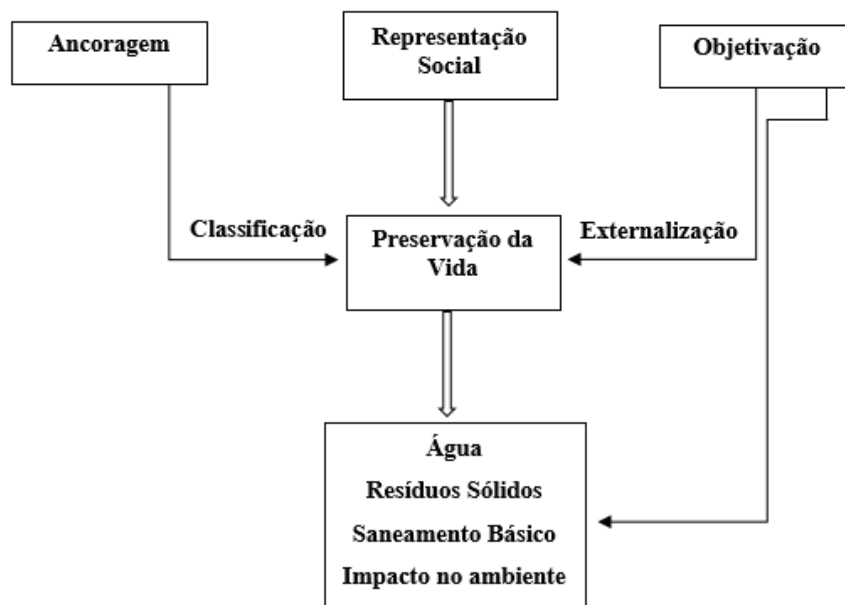 Ancoragem
Representação
Social
Objetivação
Classificação
Preservação da
Vida
Externalização
Água
Resíduos Sólidos
Saneamento Básico
Impacto no ambiente